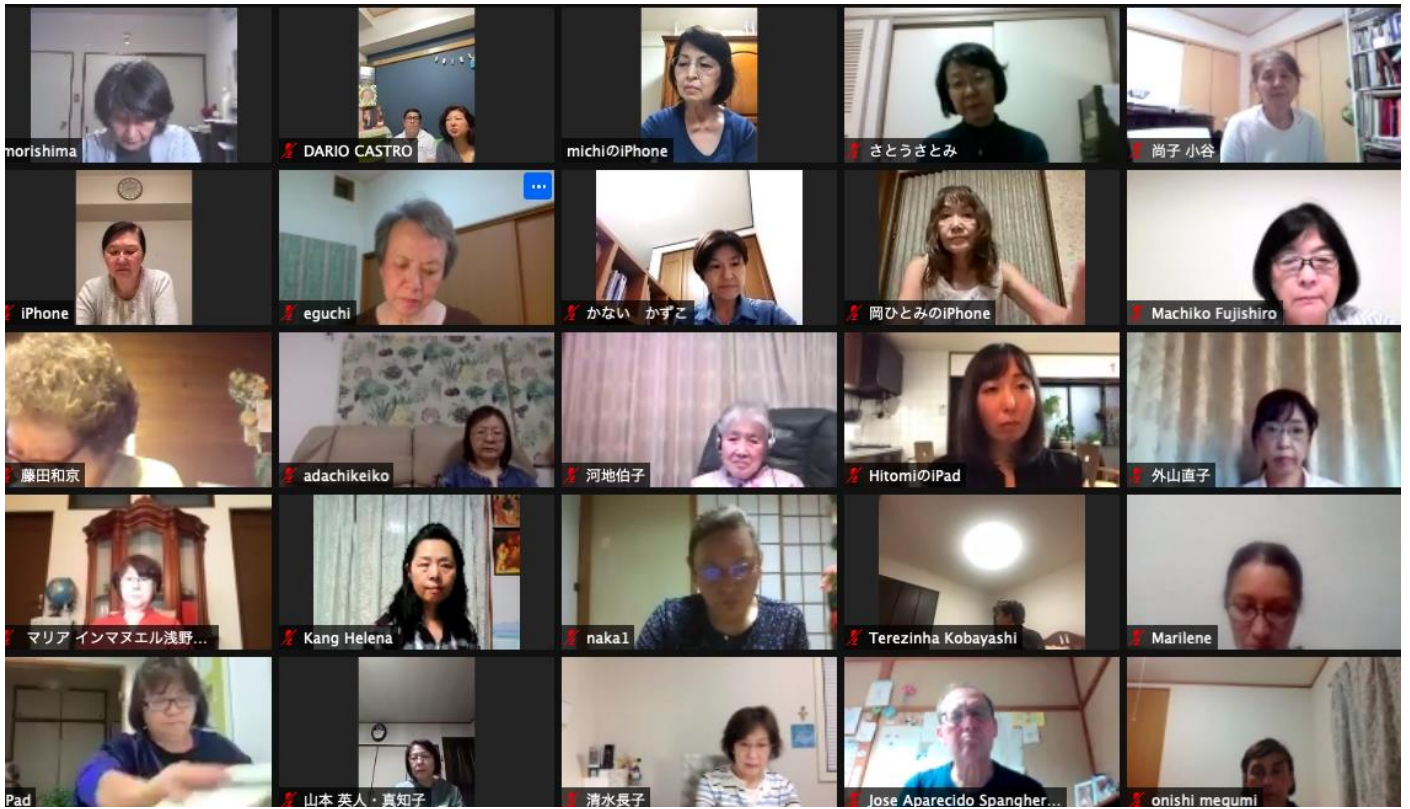 morishima
DARIO CASTRO
michiのiPhone
さとうさとみ
尚子 小谷
iPhone
eguchi
かない　かずこ
岡ひとみのiPhone
Machiko Fujishiro
藤田和京
adachikeiko
河地伯子
HitomiのiPad
外山直子
マリア インマヌエル浅野...
Kang Helena
naka1
Terezinha Kobayashi
Marilene
Pad
山本 英人・真知子
清水長子
Jose Aparecido Spangher...
onishi megumi